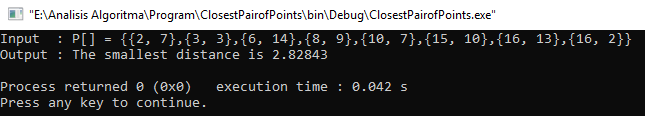 "E:\Analisis Algoritma\Program\ClosestPairofPoints\bin\Debug\ClosestPairofPoints.exe"
Input  : P[] = {{2, 7},{3, 3},{6, 14},{8, 9},{10, 7},{15, 10},{16, 13},{16, 2}}
Output : The smallest distance is 2.82843
Process returned 0 (0x0)   execution time : 0.042 s
Press any key to continue.